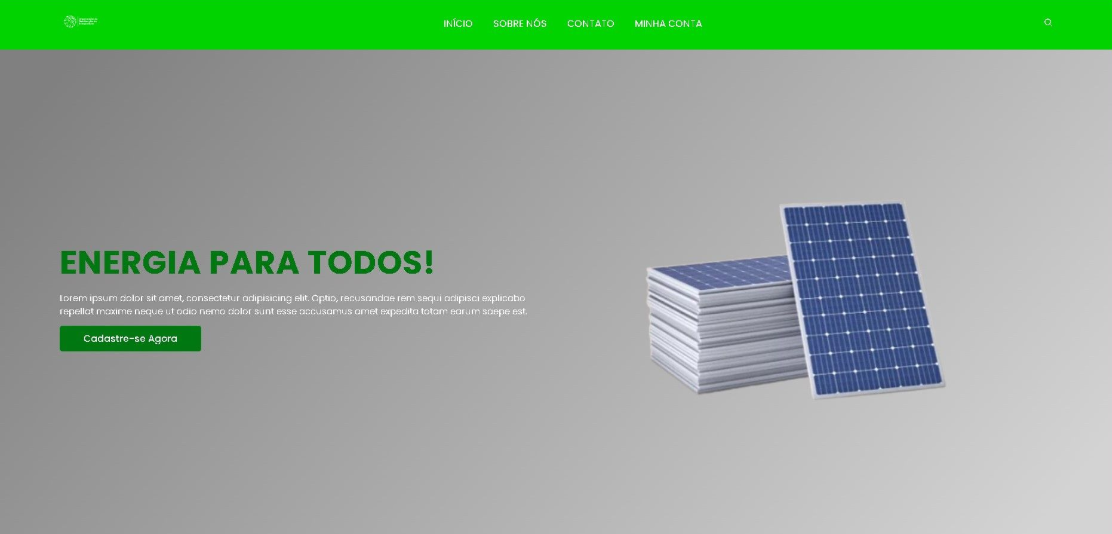 INÍCIO SOBRE NÓS CONTATO MINHA CONTA
ENERGIA PARA TODOS!
Lorem ipsum dolor sit amet, consectetur adipisicing elit. Optio, recusandae rem sequi adipisci explicabo
repellat maxime neque ut odio nemo dolor sunt esse accusamus amet expedita totam earum saepe est.
Cadastre-se Agora